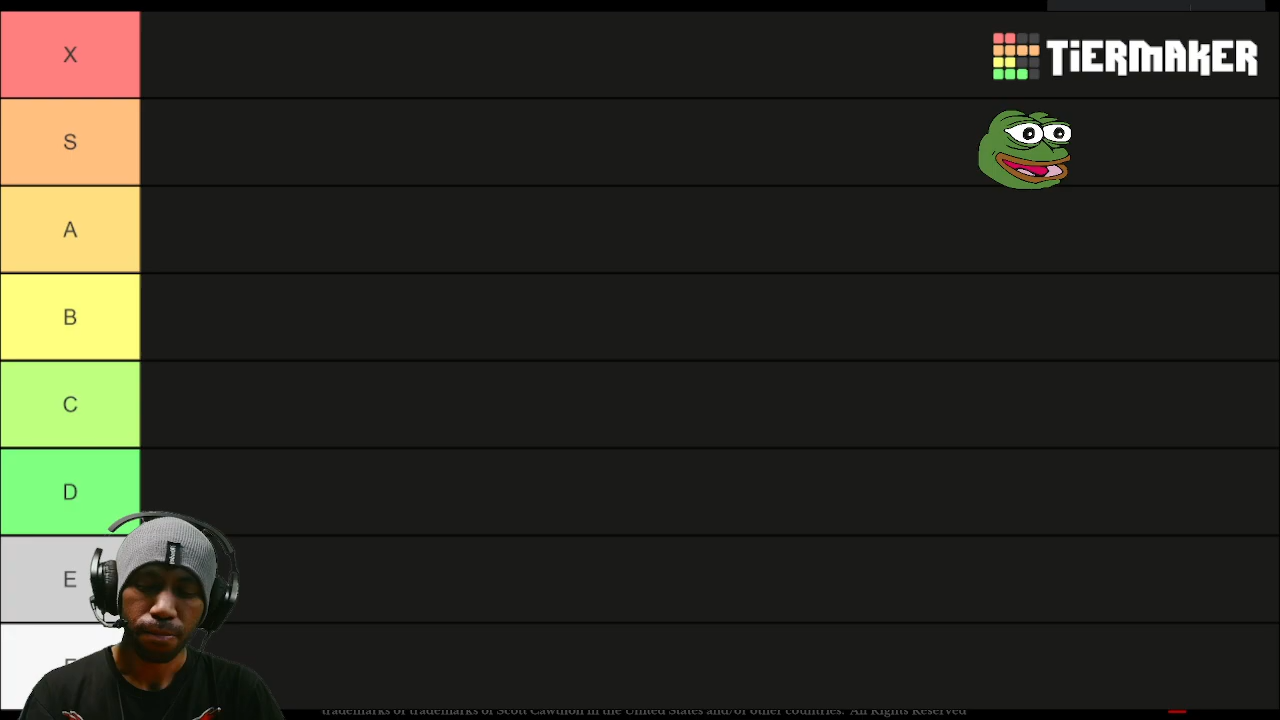 X
TiERMAKER
S
A
B
C
D
E
trademarks of trademarks of Scott Cawthon in the United States and/or other countries. All Rights Reserved